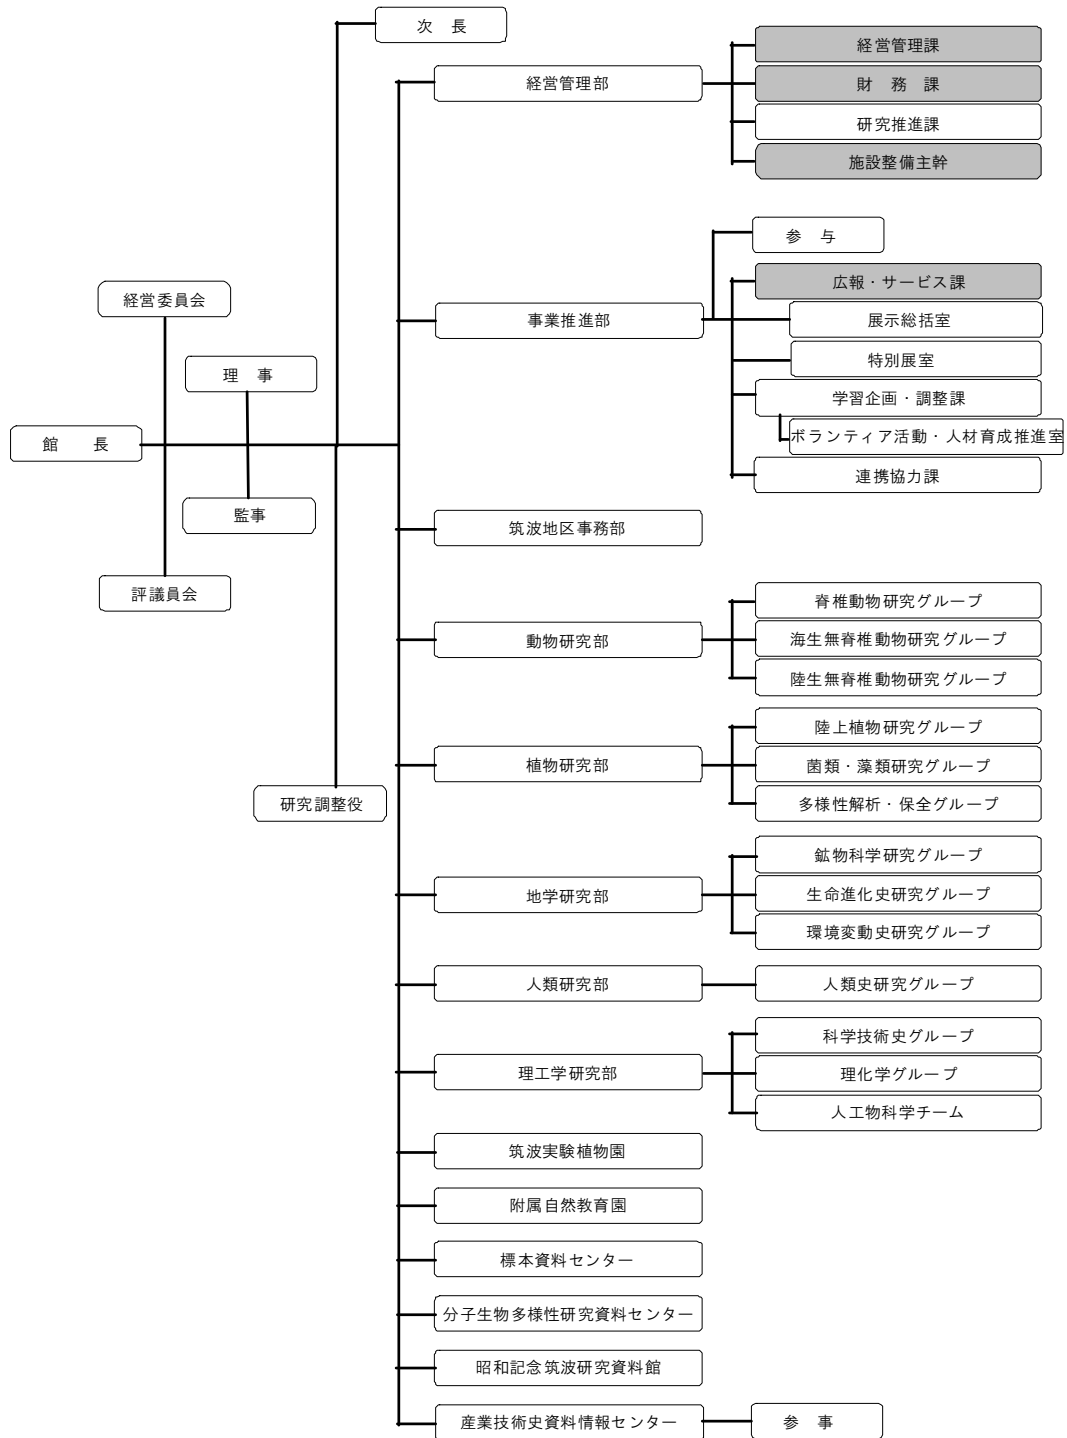 次　長
経営管理部
経営管理課
財　務　課
研究推進課
施設整備主幹
参　与
事業推進部
広報・サービス課
展示総括室
特別展室
学習企画・調整課
ボランティア活動・人材育成推進室
連携協力課
経営委員会
理　事
館　　長
監事
評議員会
研究調整役
筑波地区事務部
動物研究部
脊椎動物研究グループ
海生無脊椎動物研究グループ
陸生無脊椎動物研究グループ
植物研究部
陸上植物研究グループ
菌類・藻類研究グループ
多様性解析・保全グループ
地学研究部
鉱物科学研究グループ
生命進化史研究グループ
環境変動史研究グループ
人類研究部
人類史研究グループ
理工学研究部
科学技術史グループ
理化学グループ
人工物科学チーム
筑波実験植物園
附属自然教育園
標本資料センター
分子生物多様性研究資料センター
昭和記念筑波研究資料館
産業技術史資料情報センター
参　事